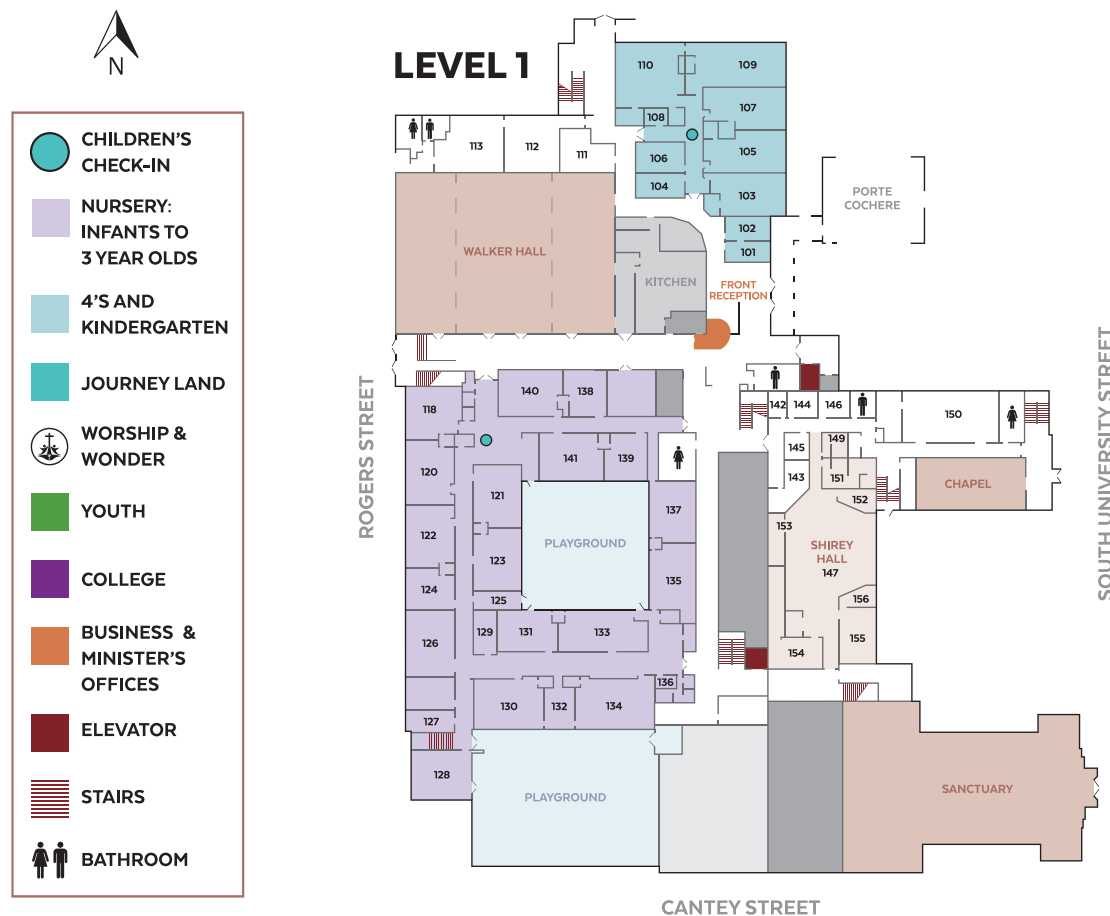 N
CHILDREN'S
CHECK-IN
NURSERY:
INFANTS TO
3 YEAR OLDS
4'S AND
KINDERGARTEN
JOURNEY LAND
WORSHIP &
WONDER
YOUTH
COLLEGE
BUSINESS &
MINISTER'S
OFFICES
ELEVATOR
STAIRS
BATHROOM
LEVEL 1
110
109
108
107
113
112
111
106
105
104
103
102
101
PORTE
COCHERE
WALKER HALL
KITCHEN
FRONT
RECEPTION
ROGERS STREET
SOUTH UNIVERSITY STREET
118
140
138
142
144
146
150
120
141
139
145
149
143
151
CHAPEL
121
152
137
153
122
123
PLAYGROUND
SHIREY
HALL
147
124
125
135
156
126
129
131
133
155
154
136
127
130
132
134
128
PLAYGROUND
SANCTUARY
CANTEY STREET